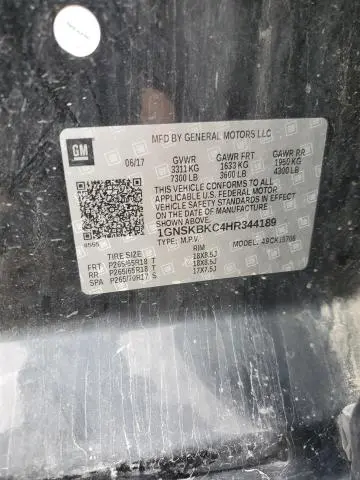 MFD BY GENERAL MOTORS LLC
GM
06/17 GVWR GAWR FRT GAWR RR
3311 KG 1633 KG 1950 KG
7300 LB 3600 LB 4300 LB
THIS VEHICLE CONFORMS TO ALL
APPLICABLE U.S. FEDERAL MOTOR
VEHICLE SAFETY STANDARDS IN
EFFECT ON THE DATE OF MANUFACTURE
SHOWN ABOVE.
1GNSKBKC4HR344189
TYPE: M.P.V. MODEL:
TIRE SIZE RIM
FRT P265/65R18 T 18X8.5J
RR P265/65R18 T 18X8.5J
SPA P265/70R17 S 17X7.5J